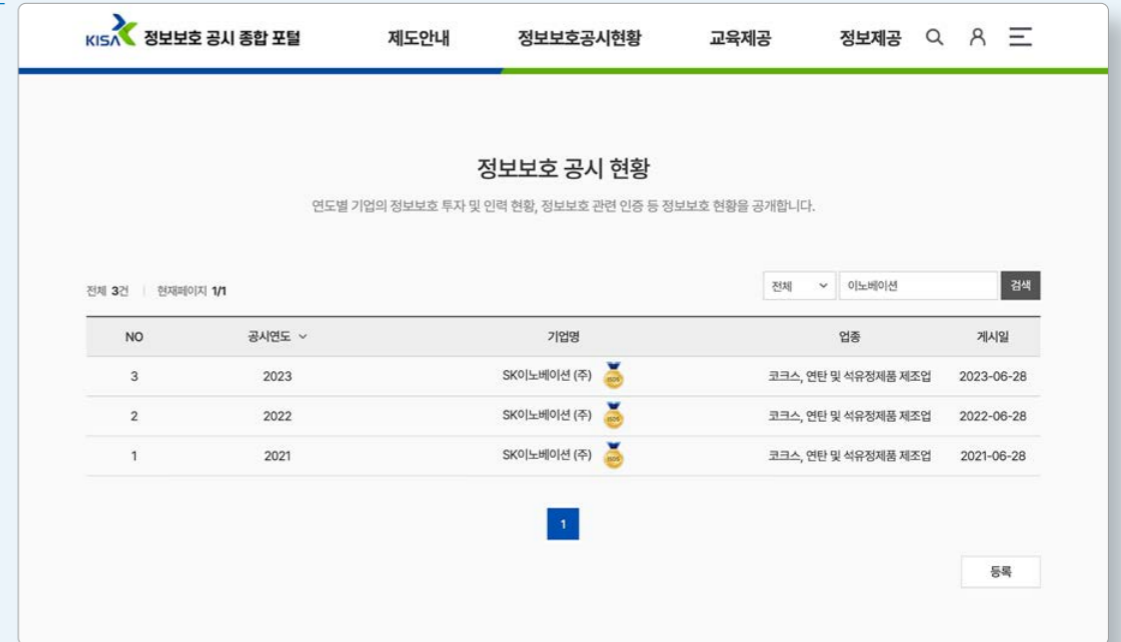 KISA 정보보호 공시 종합 포털 제도안내 정보보호공시현황 교육제공 정보제공
정보보호 공시 현황
연도별 기업의 정보보호 투자 및 인력 현황, 정보보호 관련 인증 등 정보보호 현황을 공개합니다.
전체 3건 현재페이지 1/1 전체 이노베이션 검색
NO 공시연도 기업명 업종 게시일
3 2023 SK이노베이션 (주) 코크스, 연탄 및 석유정제품 제조업 2023-06-28
2 2022 SK이노베이션 (주) 코크스, 연탄 및 석유정제품 제조업 2022-06-28
1 2021 SK이노베이션 (주) 코크스, 연탄 및 석유정제품 제조업 2021-06-28
1
등록